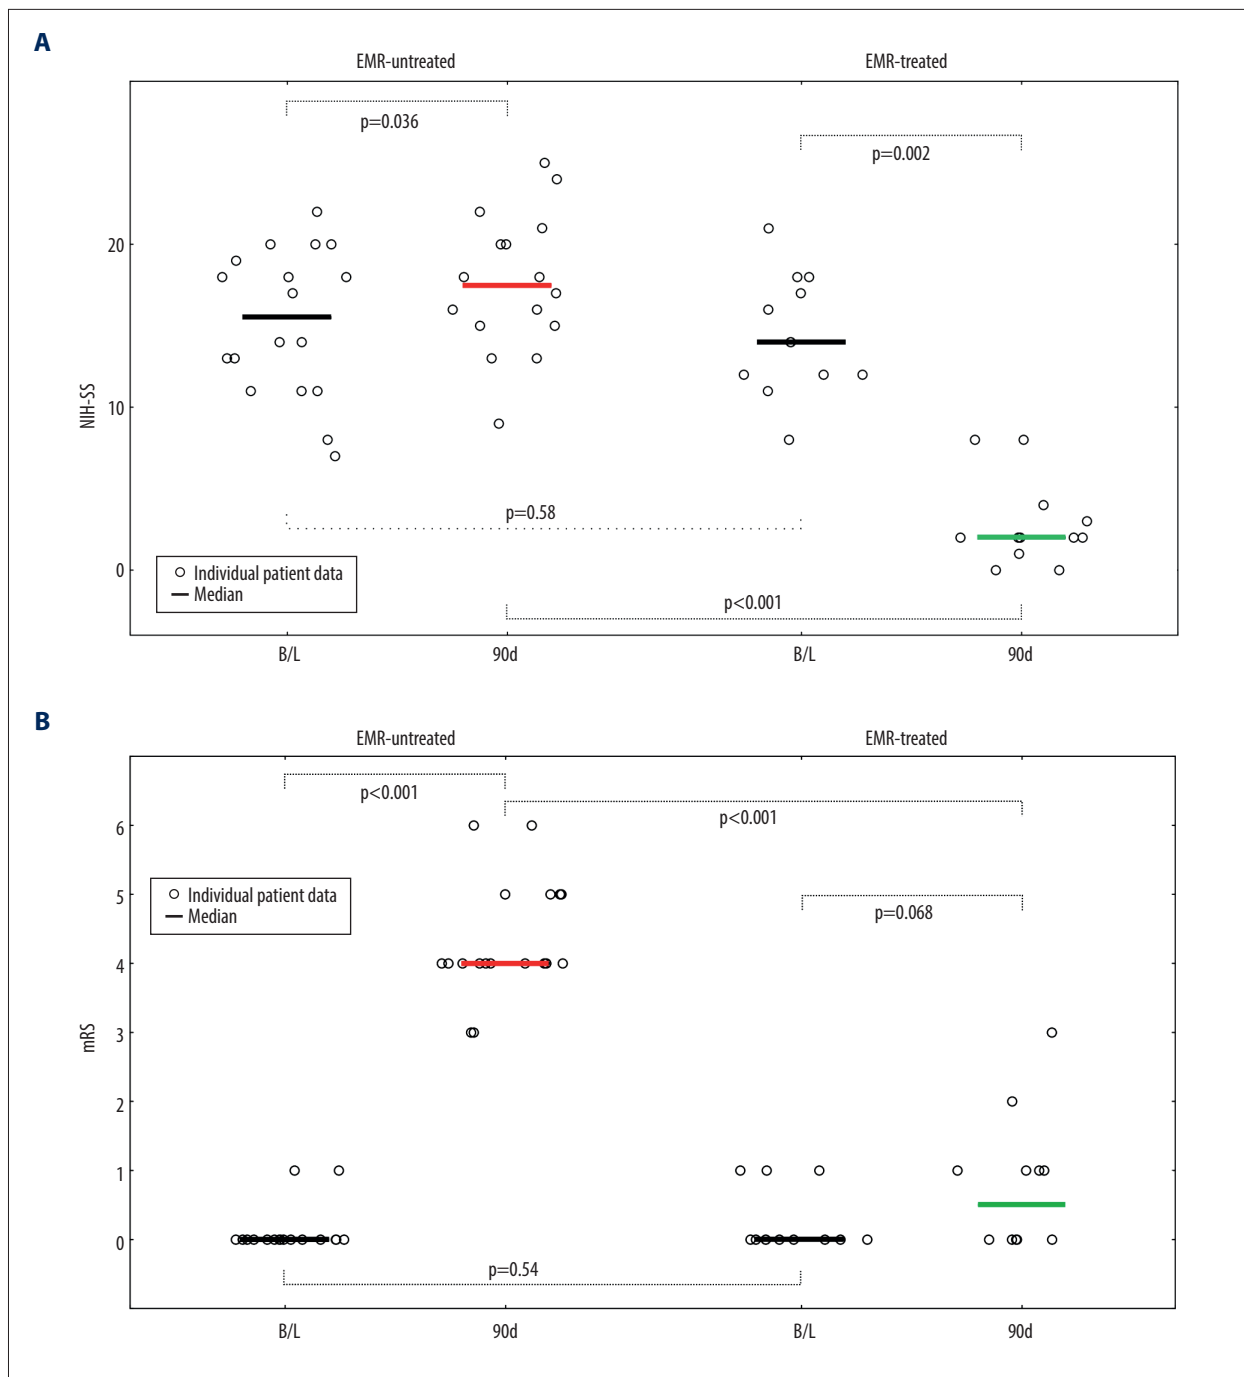 A
EMR-untreated EMR-treated
p=0.036
p=0.002
20
10
0
NIH-SS
p=0.58
Individual patient data
Median
p<0.001
B/L 90d B/L 90d
B
EMR-untreated EMR-treated
p<0.001
p<0.001
6
5
4
3
2
1
0
mRS
Individual patient data
Median
p=0.068
p=0.54
B/L 90d B/L 90d